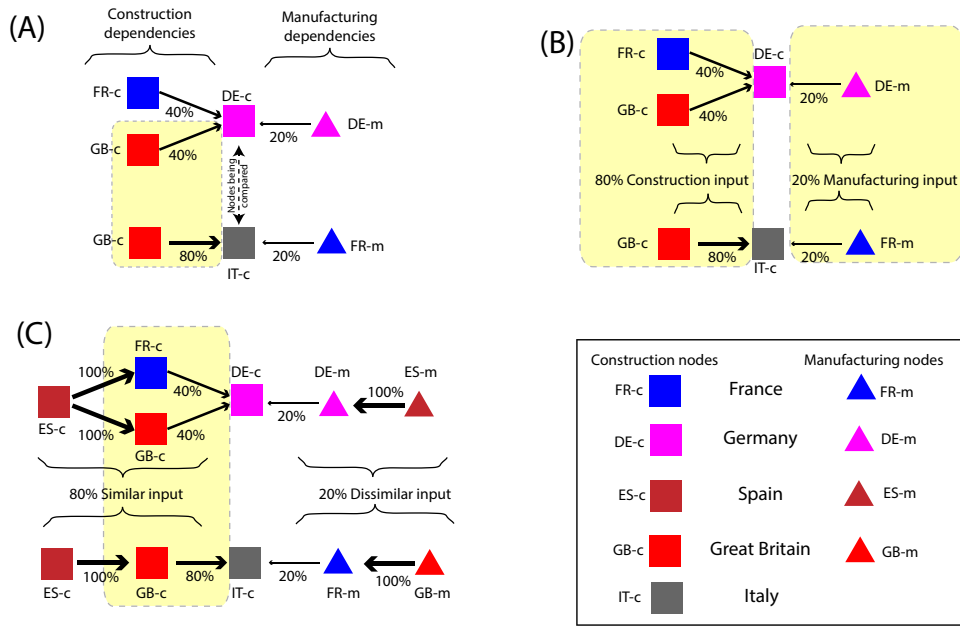 (A)
Construction
dependencies
Manufacturing
dependencies
FR-c
40%
DE-c
GB-c
40%
20%
DE-m
Nodes being
compared
GB-c
80%
IT-c
20%
FR-m
(B)
FR-c
40%
DE-c
GB-c
40%
20%
DE-m
80% Construction input
20% Manufacturing input
GB-c
80%
IT-c
20%
FR-m
(C)
FR-c
100%
40%
DE-c
DE-m
ES-m
100%
ES-c
100%
40%
20%
GB-c
80% Similar input
20% Dissimilar input
ES-c
100%
GB-c
80%
IT-c
20%
FR-m
100%
GB-m
Construction nodes
Manufacturing nodes
FR-c France FR-m
DE-c Germany DE-m
ES-c Spain ES-m
GB-c Great Britain GB-m
IT-c Italy